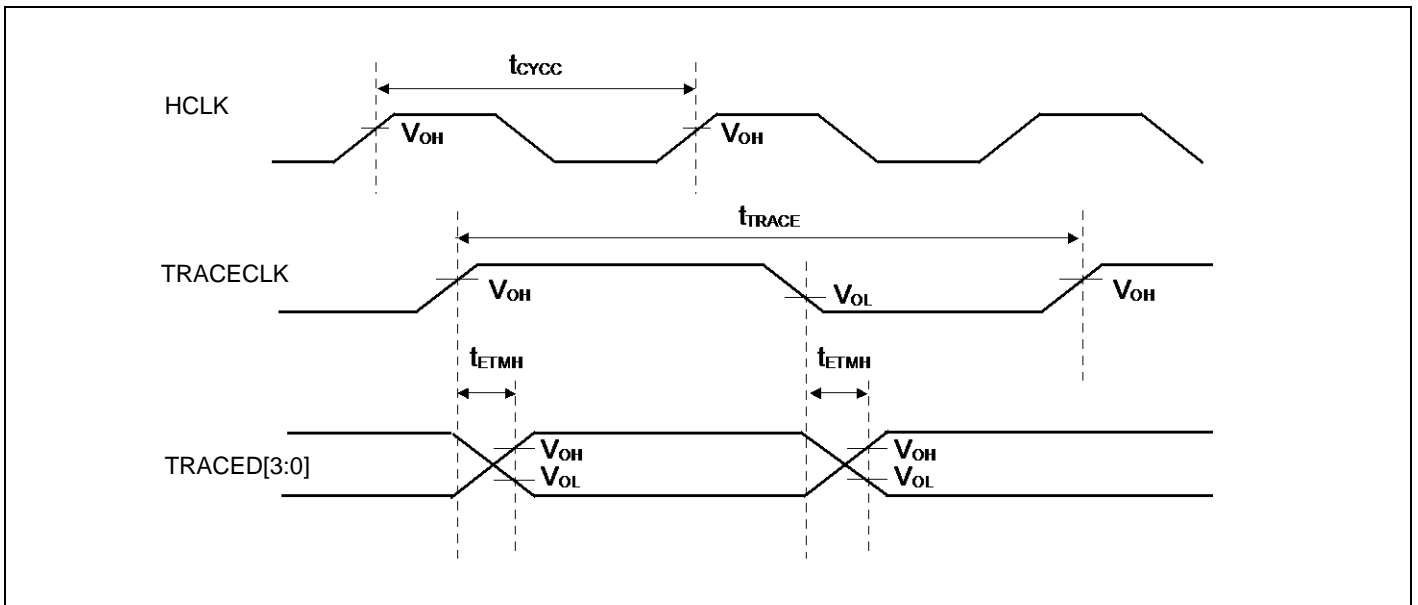 tCYCC
HCLK
VOH VOH
tTRACE
TRACECLK
VOH VOL VOH
tETMH tETMH
TRACED[3:0]
VOH VOH
VOL VOL